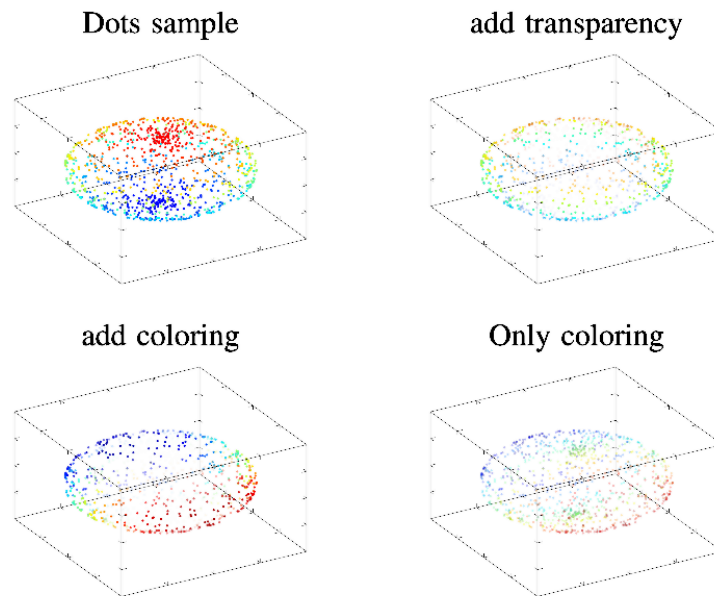 Dots sample
add transparency
add coloring
Only coloring